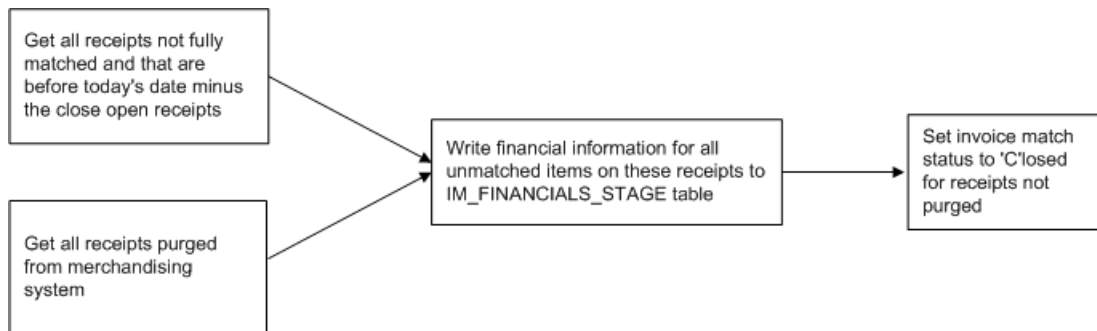 Get all receipts not fully
matched and that are
before today's date minus
the close open receipts
Get all receipts purged
from merchandising
system
Write financial information for all
unmatched items on these receipts to
IM_FINANCIALS_STAGE table
Set invoice match
status to 'C'losed
for receipts not
purged